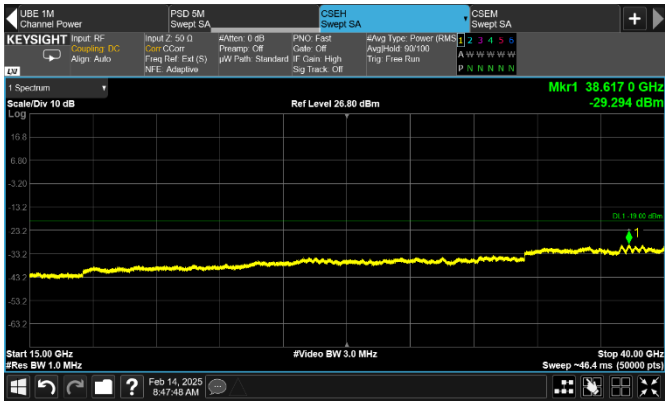 UBE 1M
Channel Power
PSD 5M
Swept SA
CSEH
Swept SA
CSEM
Swept SA
KEYSIGHT
Input: RF
Coupling: DC
Align: Auto
Input Z: 50 Ω
Corr CCorr
Freq Ref: Ext (S)
NFE: Adaptive
#Atten: 0 dB
Preamp: Off
µW Path: Standard
PNO: Fast
Gate: Off
IF Gain: High
Sig Track: Off
#Avg Type: Power (RMS)
Avg|Hold: 90/100
Trig: Free Run
1 2 3 4 5 6
A W W W W W
P N N N N N
LXI
1 Spectrum
Mkr1 38.617 0 GHz
-29.294 dBm
Scale/Div 10 dB
Ref Level 26.80 dBm
Log
16.8
6.80
-3.20
-13.2
DL1 -19.00 dBm
-23.2
1
-33.2
-43.2
-53.2
-63.2
Start 15.00 GHz
#Video BW 3.0 MHz
Stop 40.00 GHz
#Res BW 1.0 MHz
Sweep ~46.4 ms (50000 pts)
Feb 14, 2025
8:47:48 AM